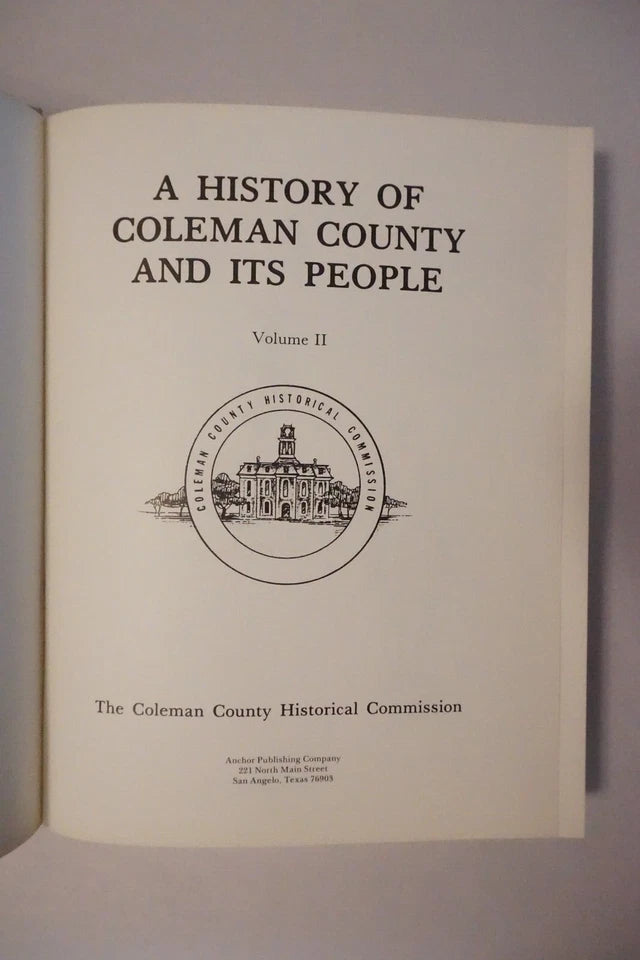 A HISTORY OF
COLEMAN COUNTY
AND ITS PEOPLE
Volume II
COLEMAN COUNTY HISTORICAL COMMISSION
The Coleman County Historical Commission
Anchor Publishing Company
221 North Main Street
San Angelo, Texas 76903